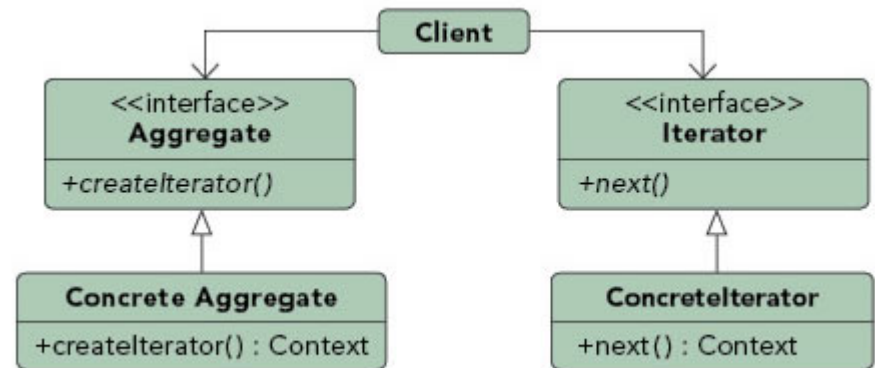 Client
<<interface>>
Aggregate
+createIterator()
<<interface>>
Iterator
+next()
Concrete Aggregate
+createIterator() : Context
ConcreteIterator
+next() : Context